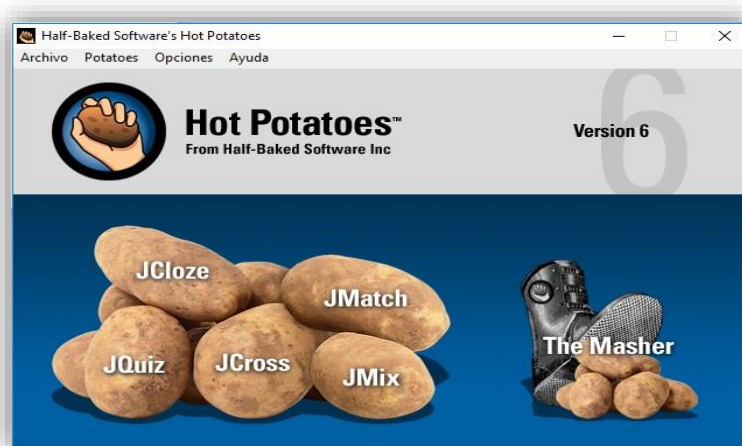 Half-Baked Software's Hot Potatoes
Archivo Potatoes Opciones Ayuda
Hot Potatoes™
From Half-Baked Software Inc
6
Version 6
JCloze
JMatch
JQuiz
JCross
JMix
The Masher